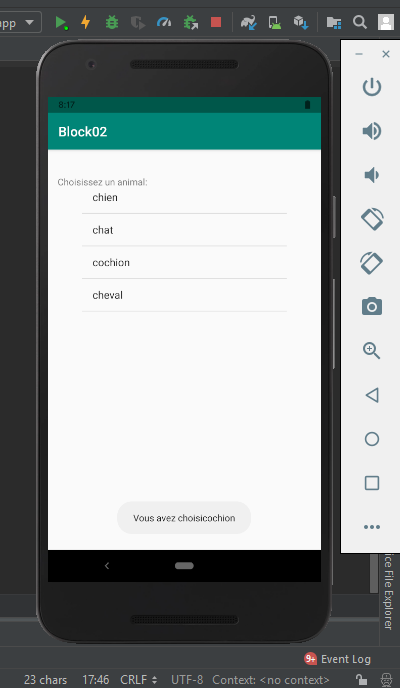 app
8:17
Block02
Choisissez un animal:
chien
chat
cochion
cheval
Vous avez choisicochion
ice File Explorer
9+ Event Log
23 chars 17:46 CRLF UTF-8 Context: <no context>